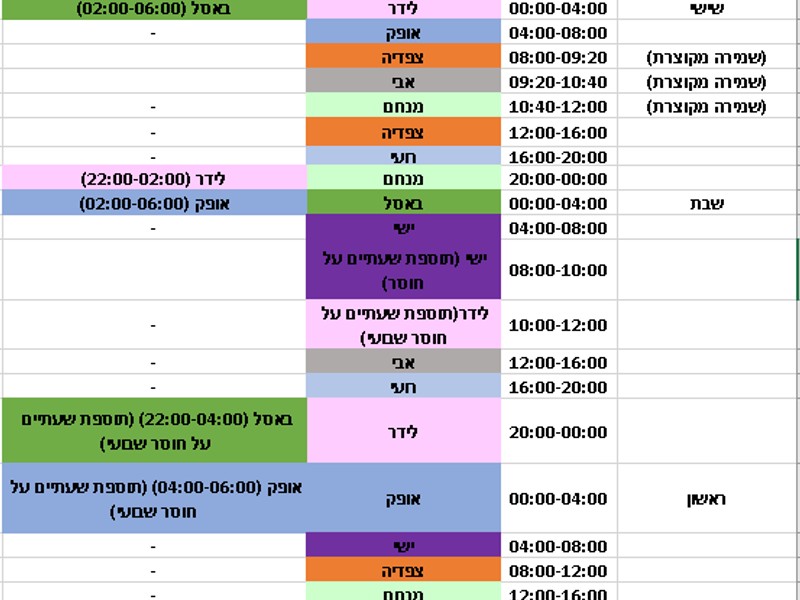 שישי 00:00-04:00 לידר באסל (02:00-06:00)
04:00-08:00 אופק -
(שמירה מקוצרת) 08:00-09:20 צפדיה
(שמירה מקוצרת) 09:20-10:40 אבי
(שמירה מקוצרת) 10:40-12:00 מנחם -
12:00-16:00 צפדיה -
16:00-20:00 רועי -
20:00-00:00 מנחם לידר (22:00-02:00)
שבת 00:00-04:00 באסל אופק (02:00-06:00)
04:00-08:00 ישי -
08:00-10:00 ישי (תוספת שעתיים על
חוסר)
10:00-12:00 לידר(תוספת שעתיים על -
חוסר שבועי)
12:00-16:00 אבי -
16:00-20:00 רועי -
20:00-00:00 לידר באסל (22:00-04:00) (תוספת שעתיים
על חוסר שבועי)
ראשון 00:00-04:00 אופק אופק (04:00-06:00) (תוספת שעתיים על
חוסר שבועי)
04:00-08:00 ישי -
08:00-12:00 צפדיה -
12:00-16:00 מנחם -